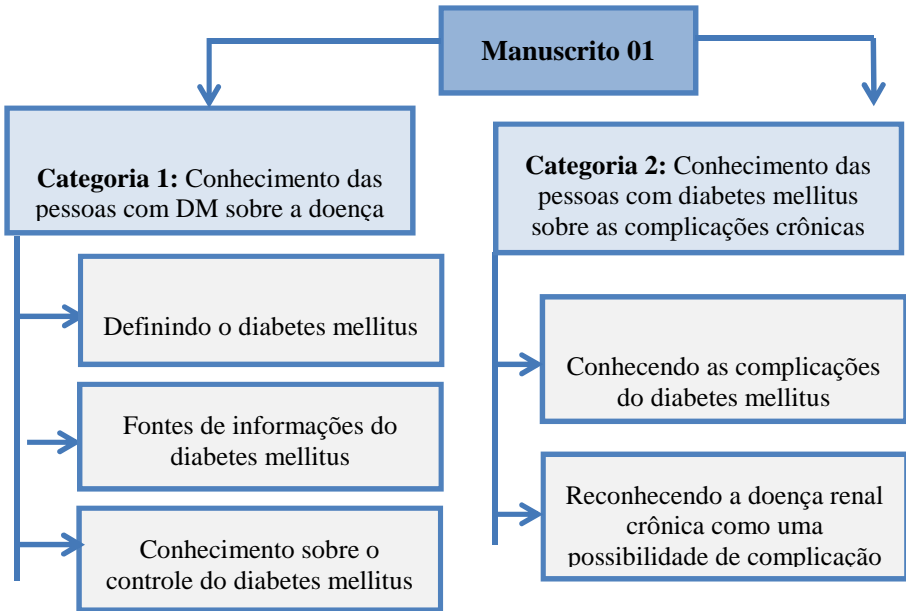 Manuscrito 01
Categoria 1: Conhecimento das
pessoas com DM sobre a doença
Definindo o diabetes mellitus
Fontes de informações do
diabetes mellitus
Conhecimento sobre o
controle do diabetes mellitus
Categoria 2: Conhecimento das
pessoas com diabetes mellitus
sobre as complicações crônicas
Conhecendo as complicações
do diabetes mellitus
Reconhecendo a doença renal
crônica como uma
possibilidade de complicação